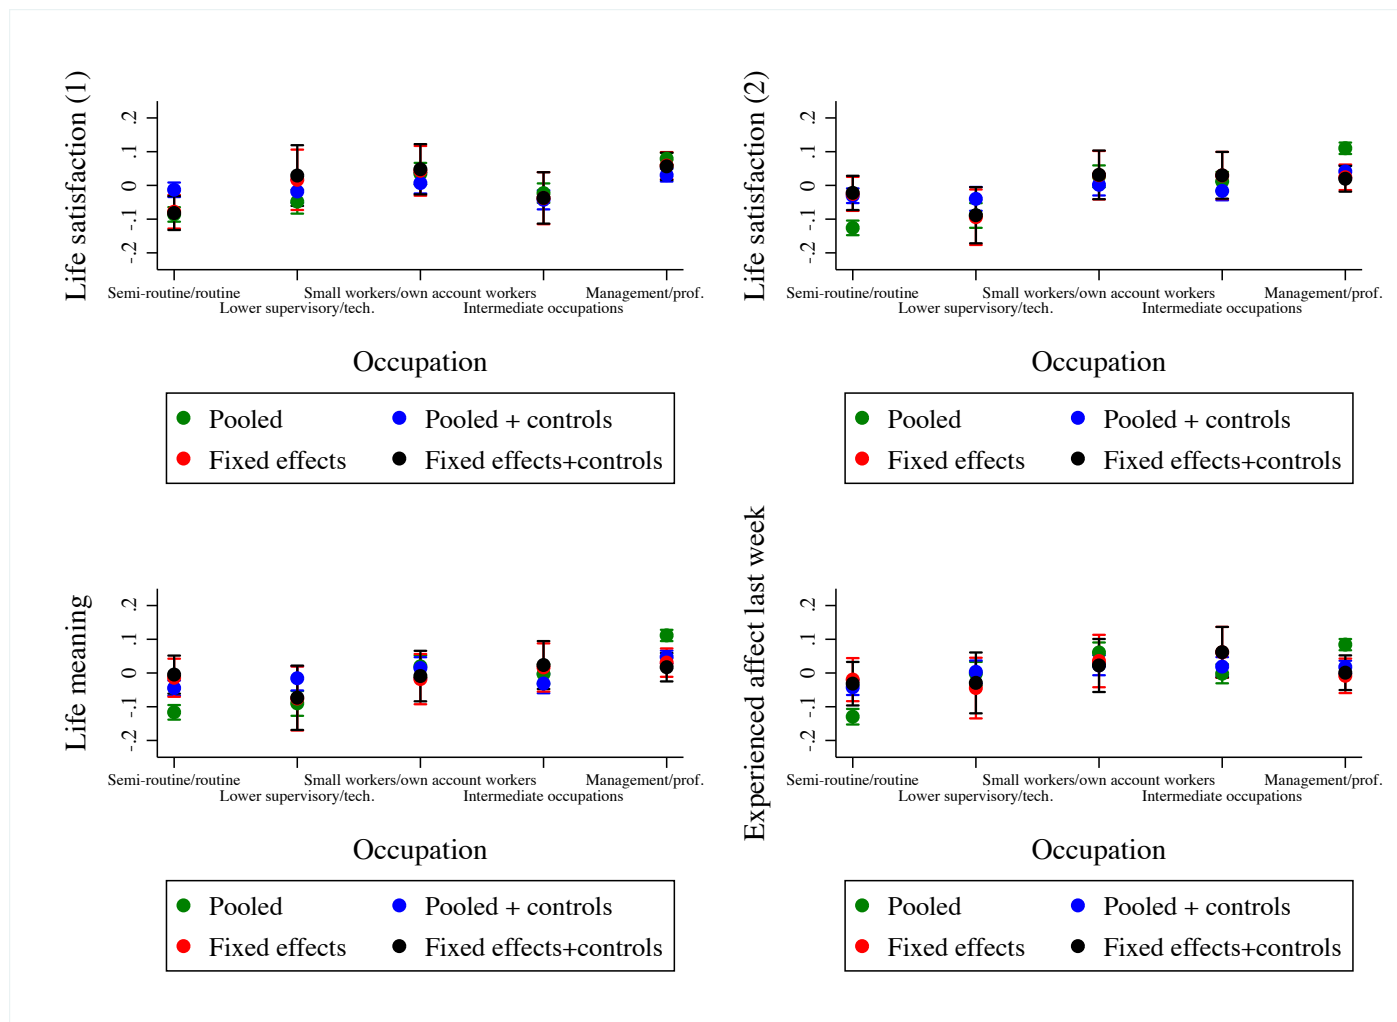 Life satisfaction (1)
.2
.1
0
-.1
-.2
Semi-routine/routine
Small workers/own account workers
Management/prof.
Lower supervisory/tech.
Intermediate occupations
Occupation
Pooled
Pooled + controls
Fixed effects
Fixed effects+controls
Life satisfaction (2)
.2
.1
0
-.1
-.2
Semi-routine/routine
Small workers/own account workers
Management/prof.
Lower supervisory/tech.
Intermediate occupations
Occupation
Pooled
Pooled + controls
Fixed effects
Fixed effects+controls
Life meaning
.2
.1
0
-.1
-.2
Semi-routine/routine
Small workers/own account workers
Management/prof.
Lower supervisory/tech.
Intermediate occupations
Occupation
Pooled
Pooled + controls
Fixed effects
Fixed effects+controls
Experienced affect last week
.2
.1
0
-.1
-.2
Semi-routine/routine
Small workers/own account workers
Management/prof.
Lower supervisory/tech.
Intermediate occupations
Occupation
Pooled
Pooled + controls
Fixed effects
Fixed effects+controls